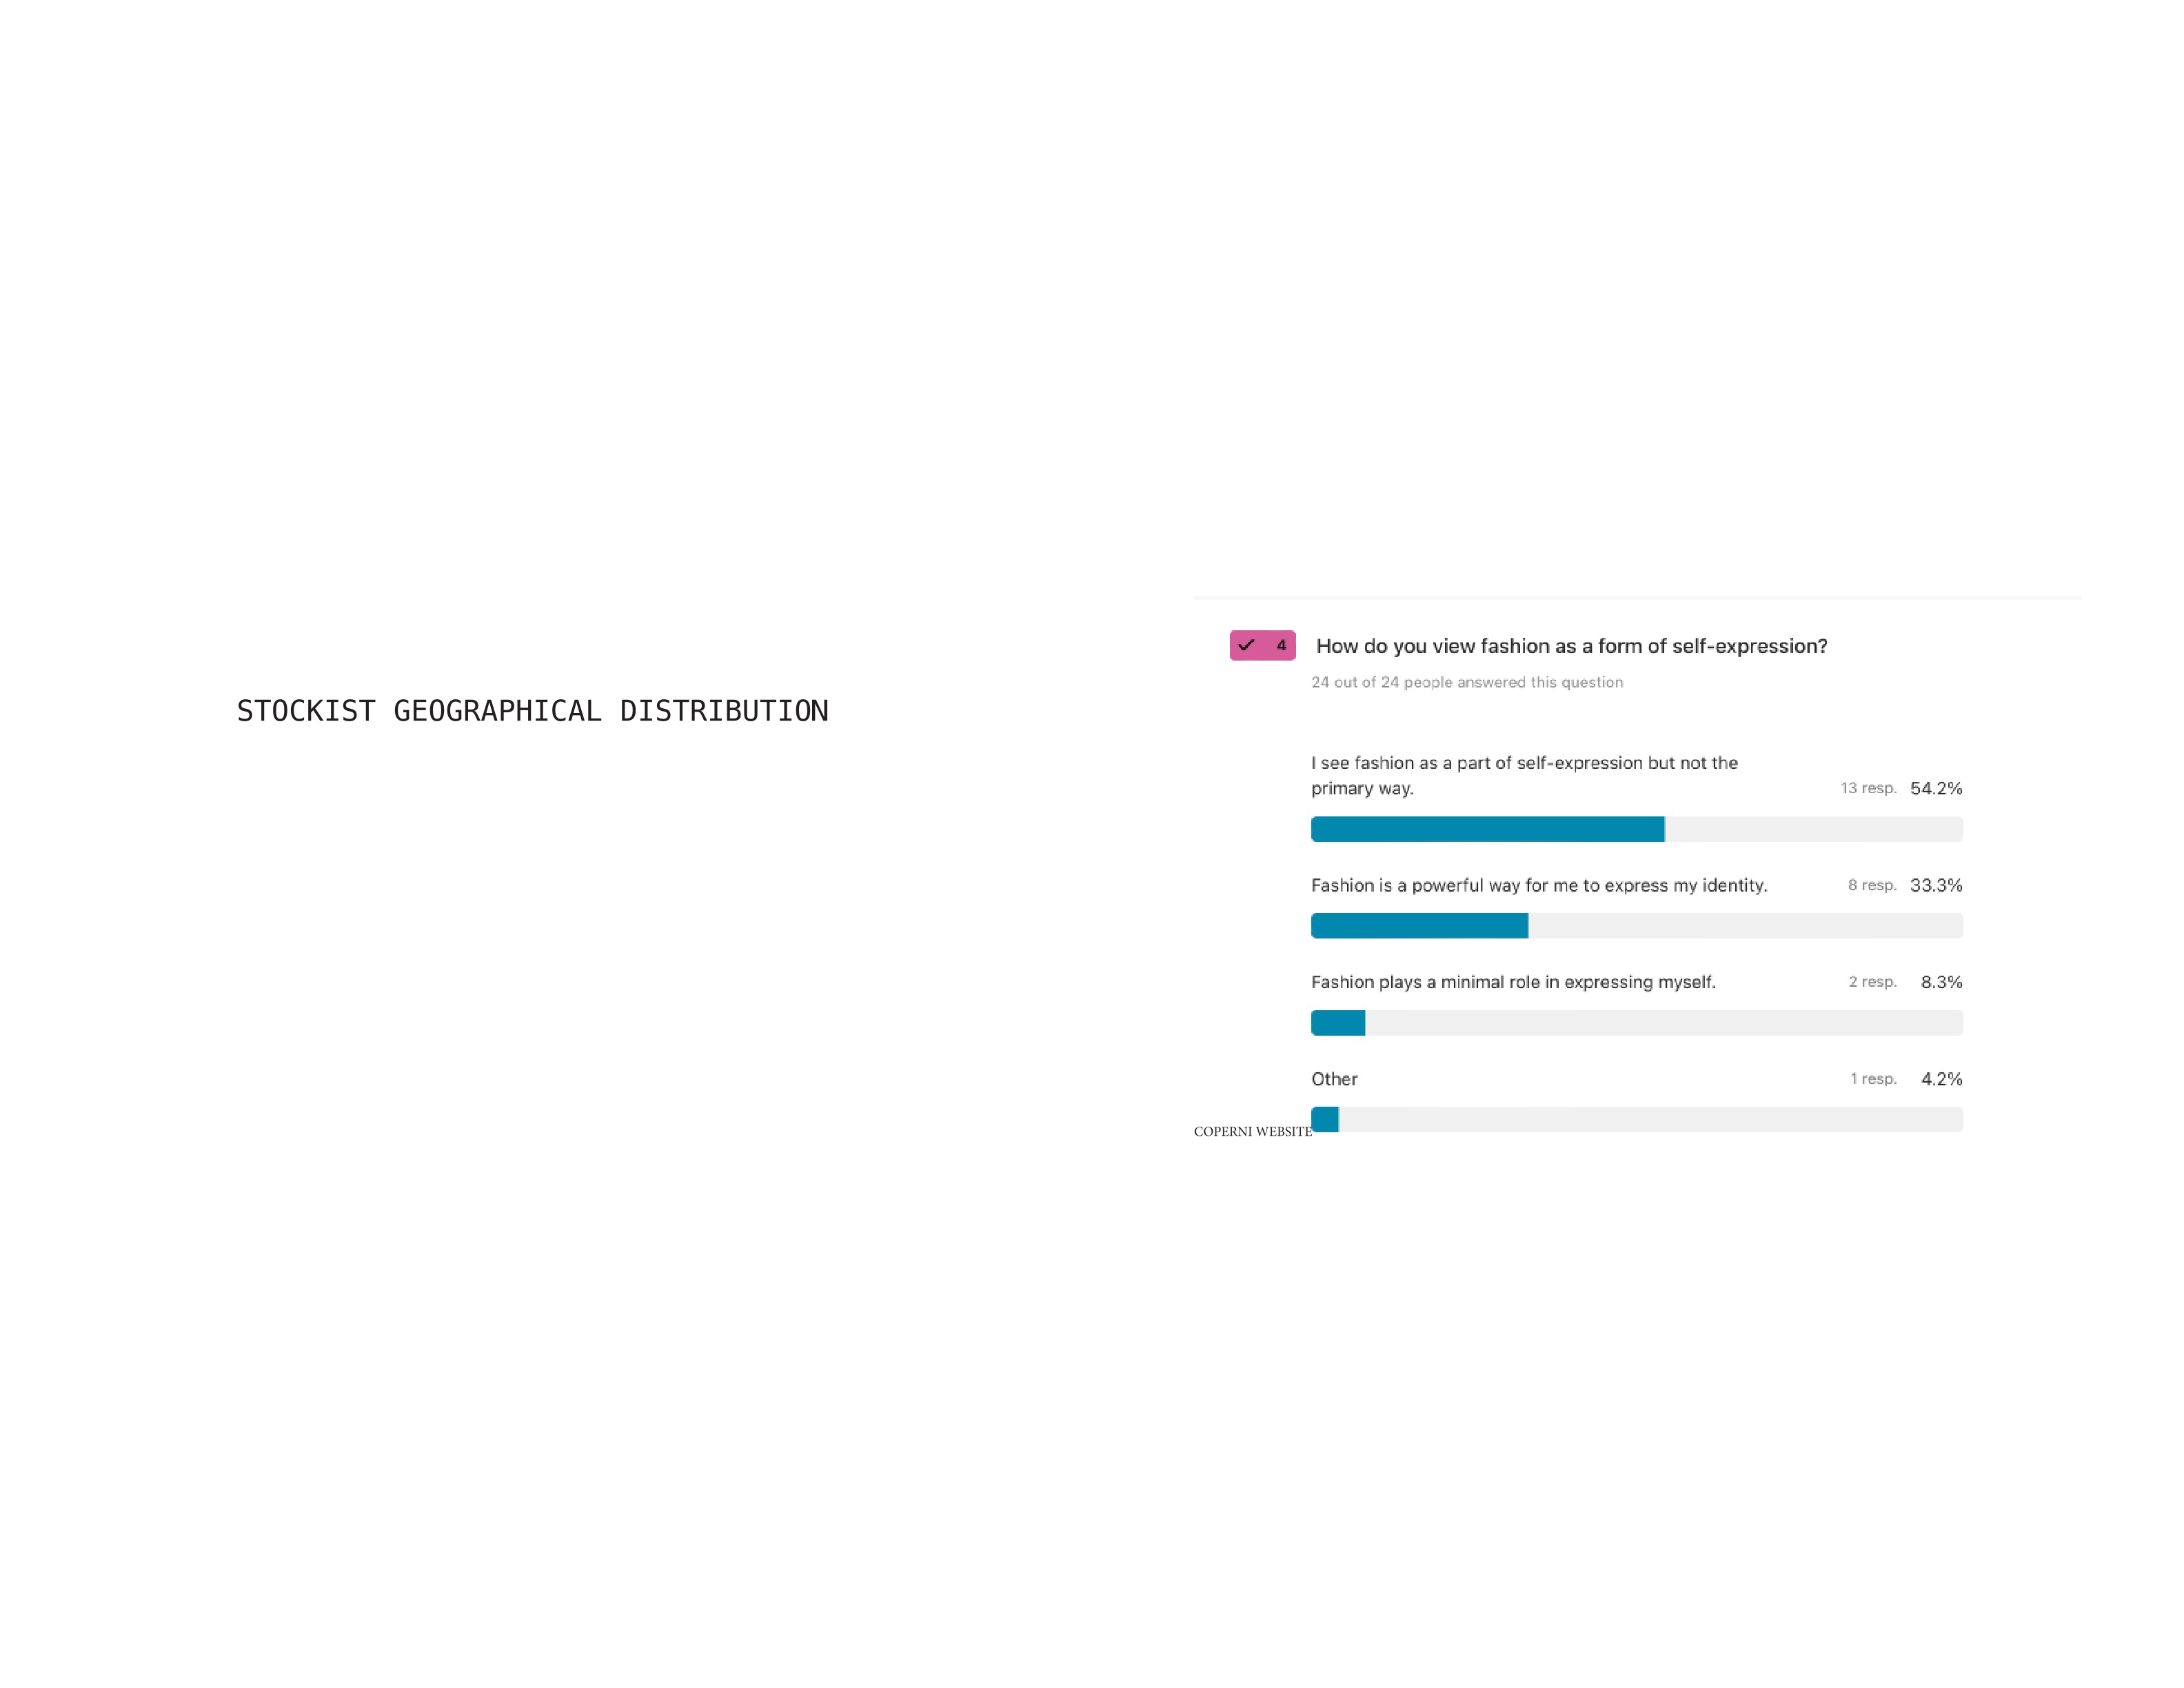 STOCKIST GEOGRAPHICAL DISTRIBUTION
4 How do you view fashion as a form of self-expression?
24 out of 24 people answered this question
I see fashion as a part of self-expression but not the
primary way. 13 resp. 54.2%
Fashion is a powerful way for me to express my identity. 8 resp. 33.3%
Fashion plays a minimal role in expressing myself. 2 resp. 8.3%
Other 1 resp. 4.2%
COPERNI WEBSITE